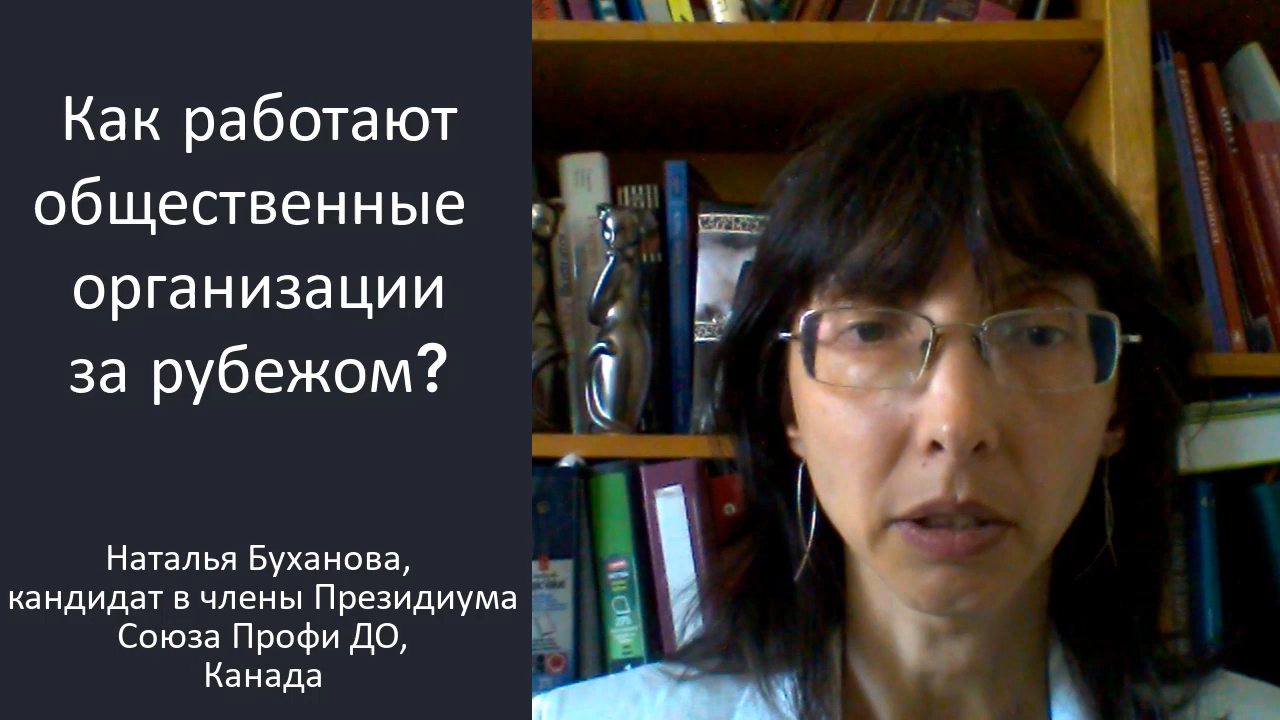 Как работают
общественные
организации
за рубежом?
Наталья Буханова,
кандидат в члены Президиума
Союза Профи ДО,
Канада